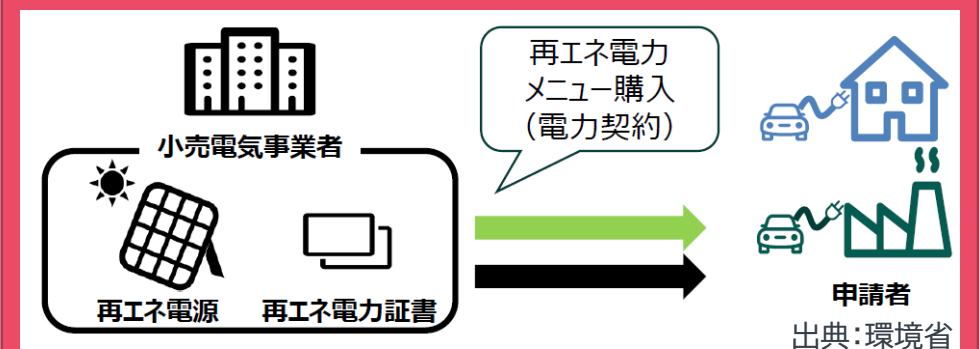 小売電気事業者
再エネ電力
メニュー購入
（電力契約）
再エネ電源
再エネ電力証書
申請者
出典：環境省